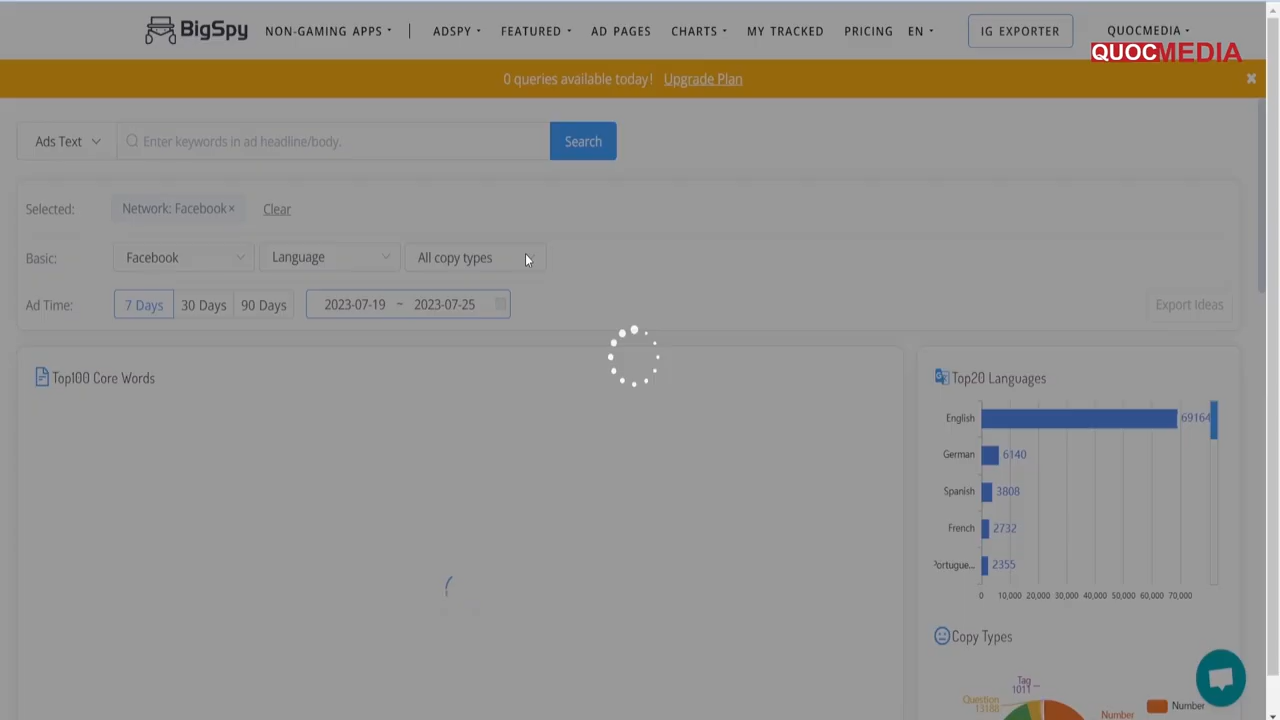 BigSpy NON-GAMING APPS | ADSPY FEATURED AD PAGES CHARTS MY TRACKED PRICING EN IG EXPORTER QUOCMEDIA
QUOCMEDIA
0 queries available today! Upgrade Plan ×
Ads Text Enter keywords in ad headline/body. Search
Selected: Network: Facebook× Clear
Basic: Facebook Language All copy types
Ad Time: 7 Days 30 Days 90 Days 2023-07-19 ~ 2023-07-25 Export Ideas
Top100 Core Words
Top20 Languages
English 69164
German 6140
Spanish 3808
French 2732
Portugue... 2355
0 10,000 20,000 30,000 40,000 50,000 60,000 70,000
Copy Types
Tag
1011
Question
13188
Number
Number